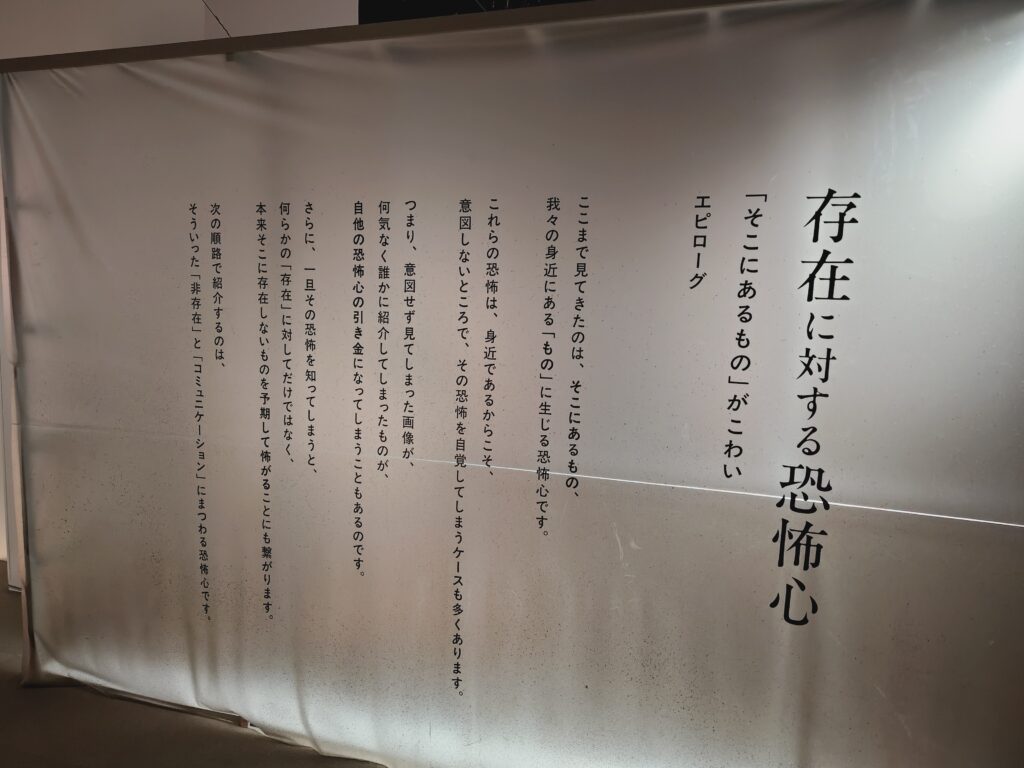 存在に対する恐怖心
「そこにあるもの」がこわい
エピローグ
ここまで見てきたのは、そこにあるもの、
我々の身近にある「もの」に生じる恐怖心です。
これらの恐怖は、身近であるからこそ、
意図しないところで、その恐怖を自覚してしまうケースも多くあります。
つまり、意図せず見てしまった画像が、
何気なく誰かに紹介してしまったものが、
自他の恐怖心の引き金になってしまうこともあるのです。
さらに、一旦その恐怖を知ってしまうと、
何らかの「存在」に対してだけではなく、
本来そこに存在しないものを予期して怖がることにも繋がります。
次の順路で紹介するのは、
そういった「非存在」と「コミュニケーション」にまつわる恐怖心です。